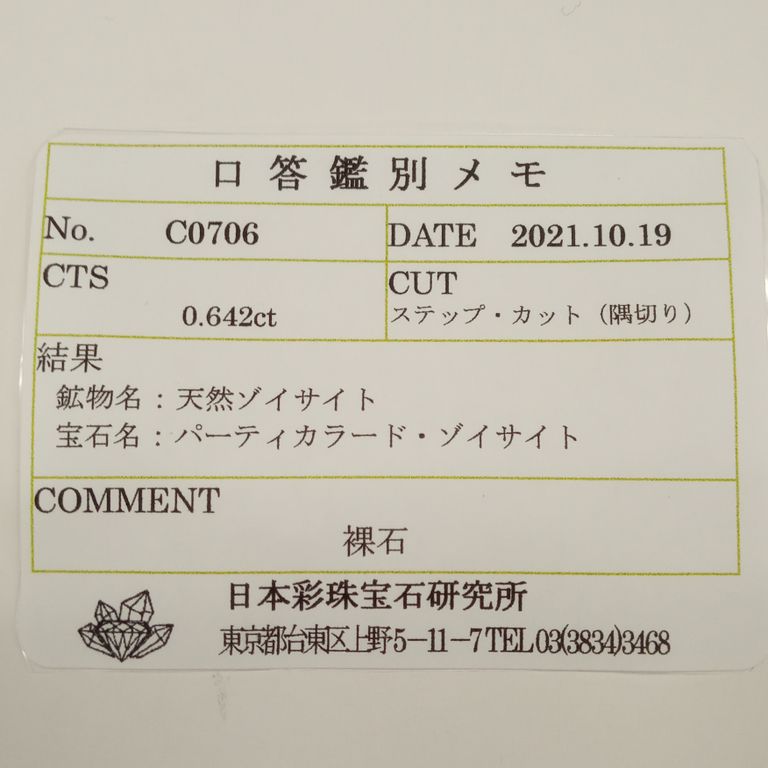 口答鑑別メモ
No. C0706
DATE 2021.10.19
CTS
0.642ct
CUT
ステップ・カット（隅切り）
結果
鉱物名：天然ゾイサイト
宝石名：パーティカラード・ゾイサイト
COMMENT
裸石
日本彩珠宝石研究所
東京都台東区上野5－11－7 TEL 03(3834)3468